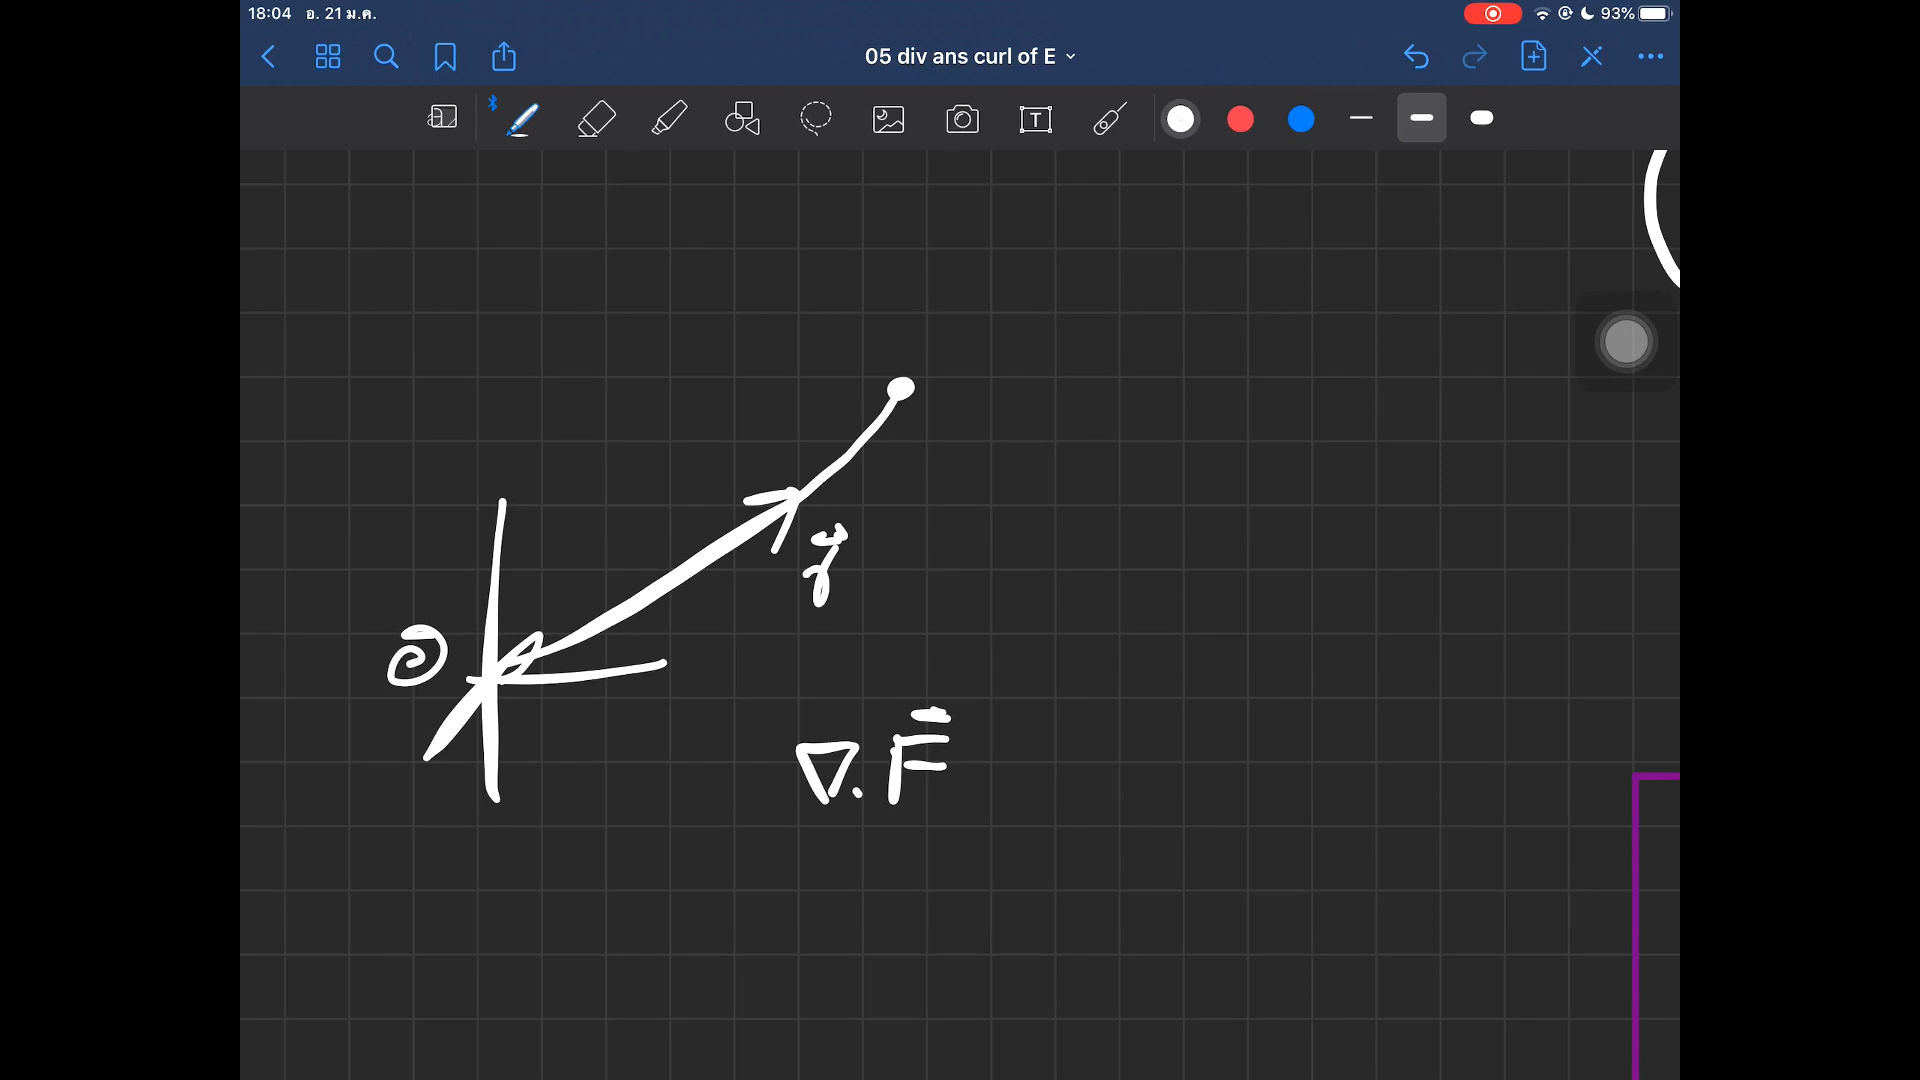 18:04 อ. 21 ม.ค. 93%
05 div ans curl of E
T
r⃗
O
∇. F⃗